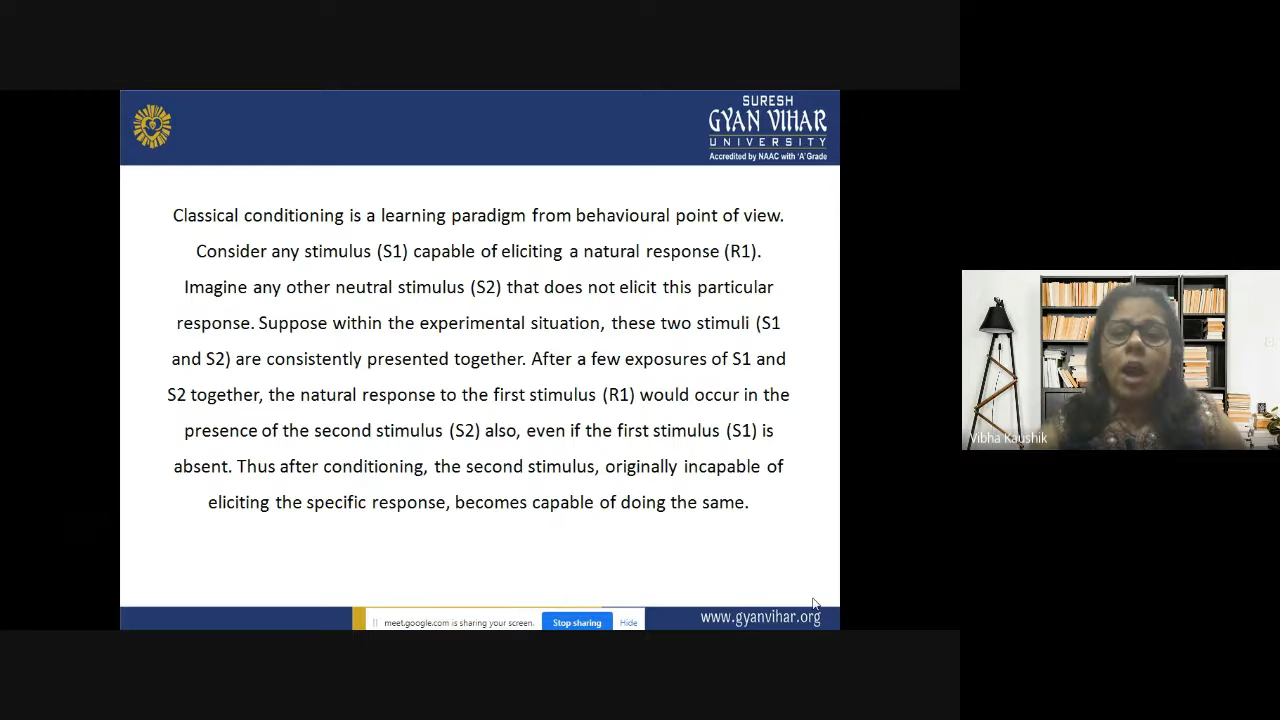 SURESH
GYAN VIHAR
UNIVERSITY
Accredited by NAAC with 'A' Grade
Classical conditioning is a learning paradigm from behavioural point of view.
Consider any stimulus (S1) capable of eliciting a natural response (R1).
Imagine any other neutral stimulus (S2) that does not elicit this particular
response. Suppose within the experimental situation, these two stimuli (S1
and S2) are consistently presented together. After a few exposures of S1 and
S2 together, the natural response to the first stimulus (R1) would occur in the
presence of the second stimulus (S2) also, even if the first stimulus (S1) is
absent. Thus after conditioning, the second stimulus, originally incapable of
eliciting the specific response, becomes capable of doing the same.
Vibha Kaushik
meet.google.com is sharing your screen. Stop sharing Hide
www.gyanvihar.org